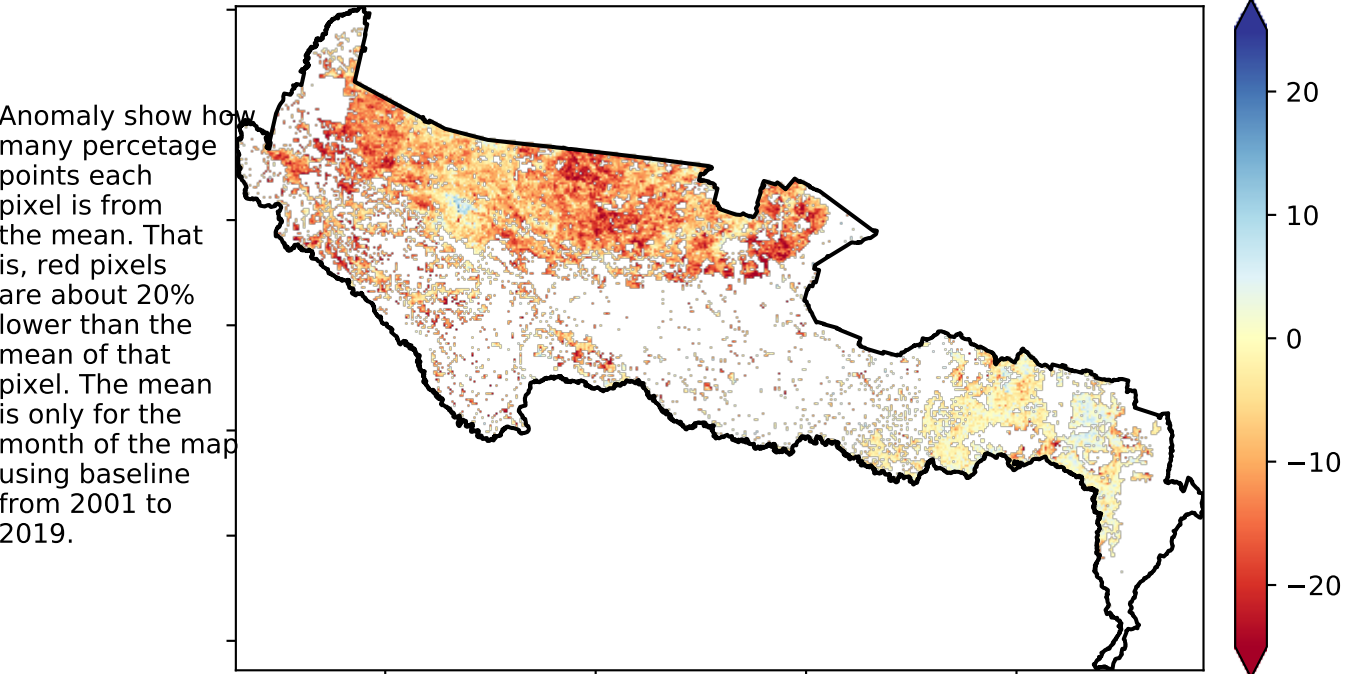 Anomaly show how
many percetage
points each
pixel is from
the mean. That
is, red pixels
are about 20%
lower than the
mean of that
pixel. The mean
is only for the
month of the map
using baseline
from 2001 to
2019.
20
10
0
−10
−20